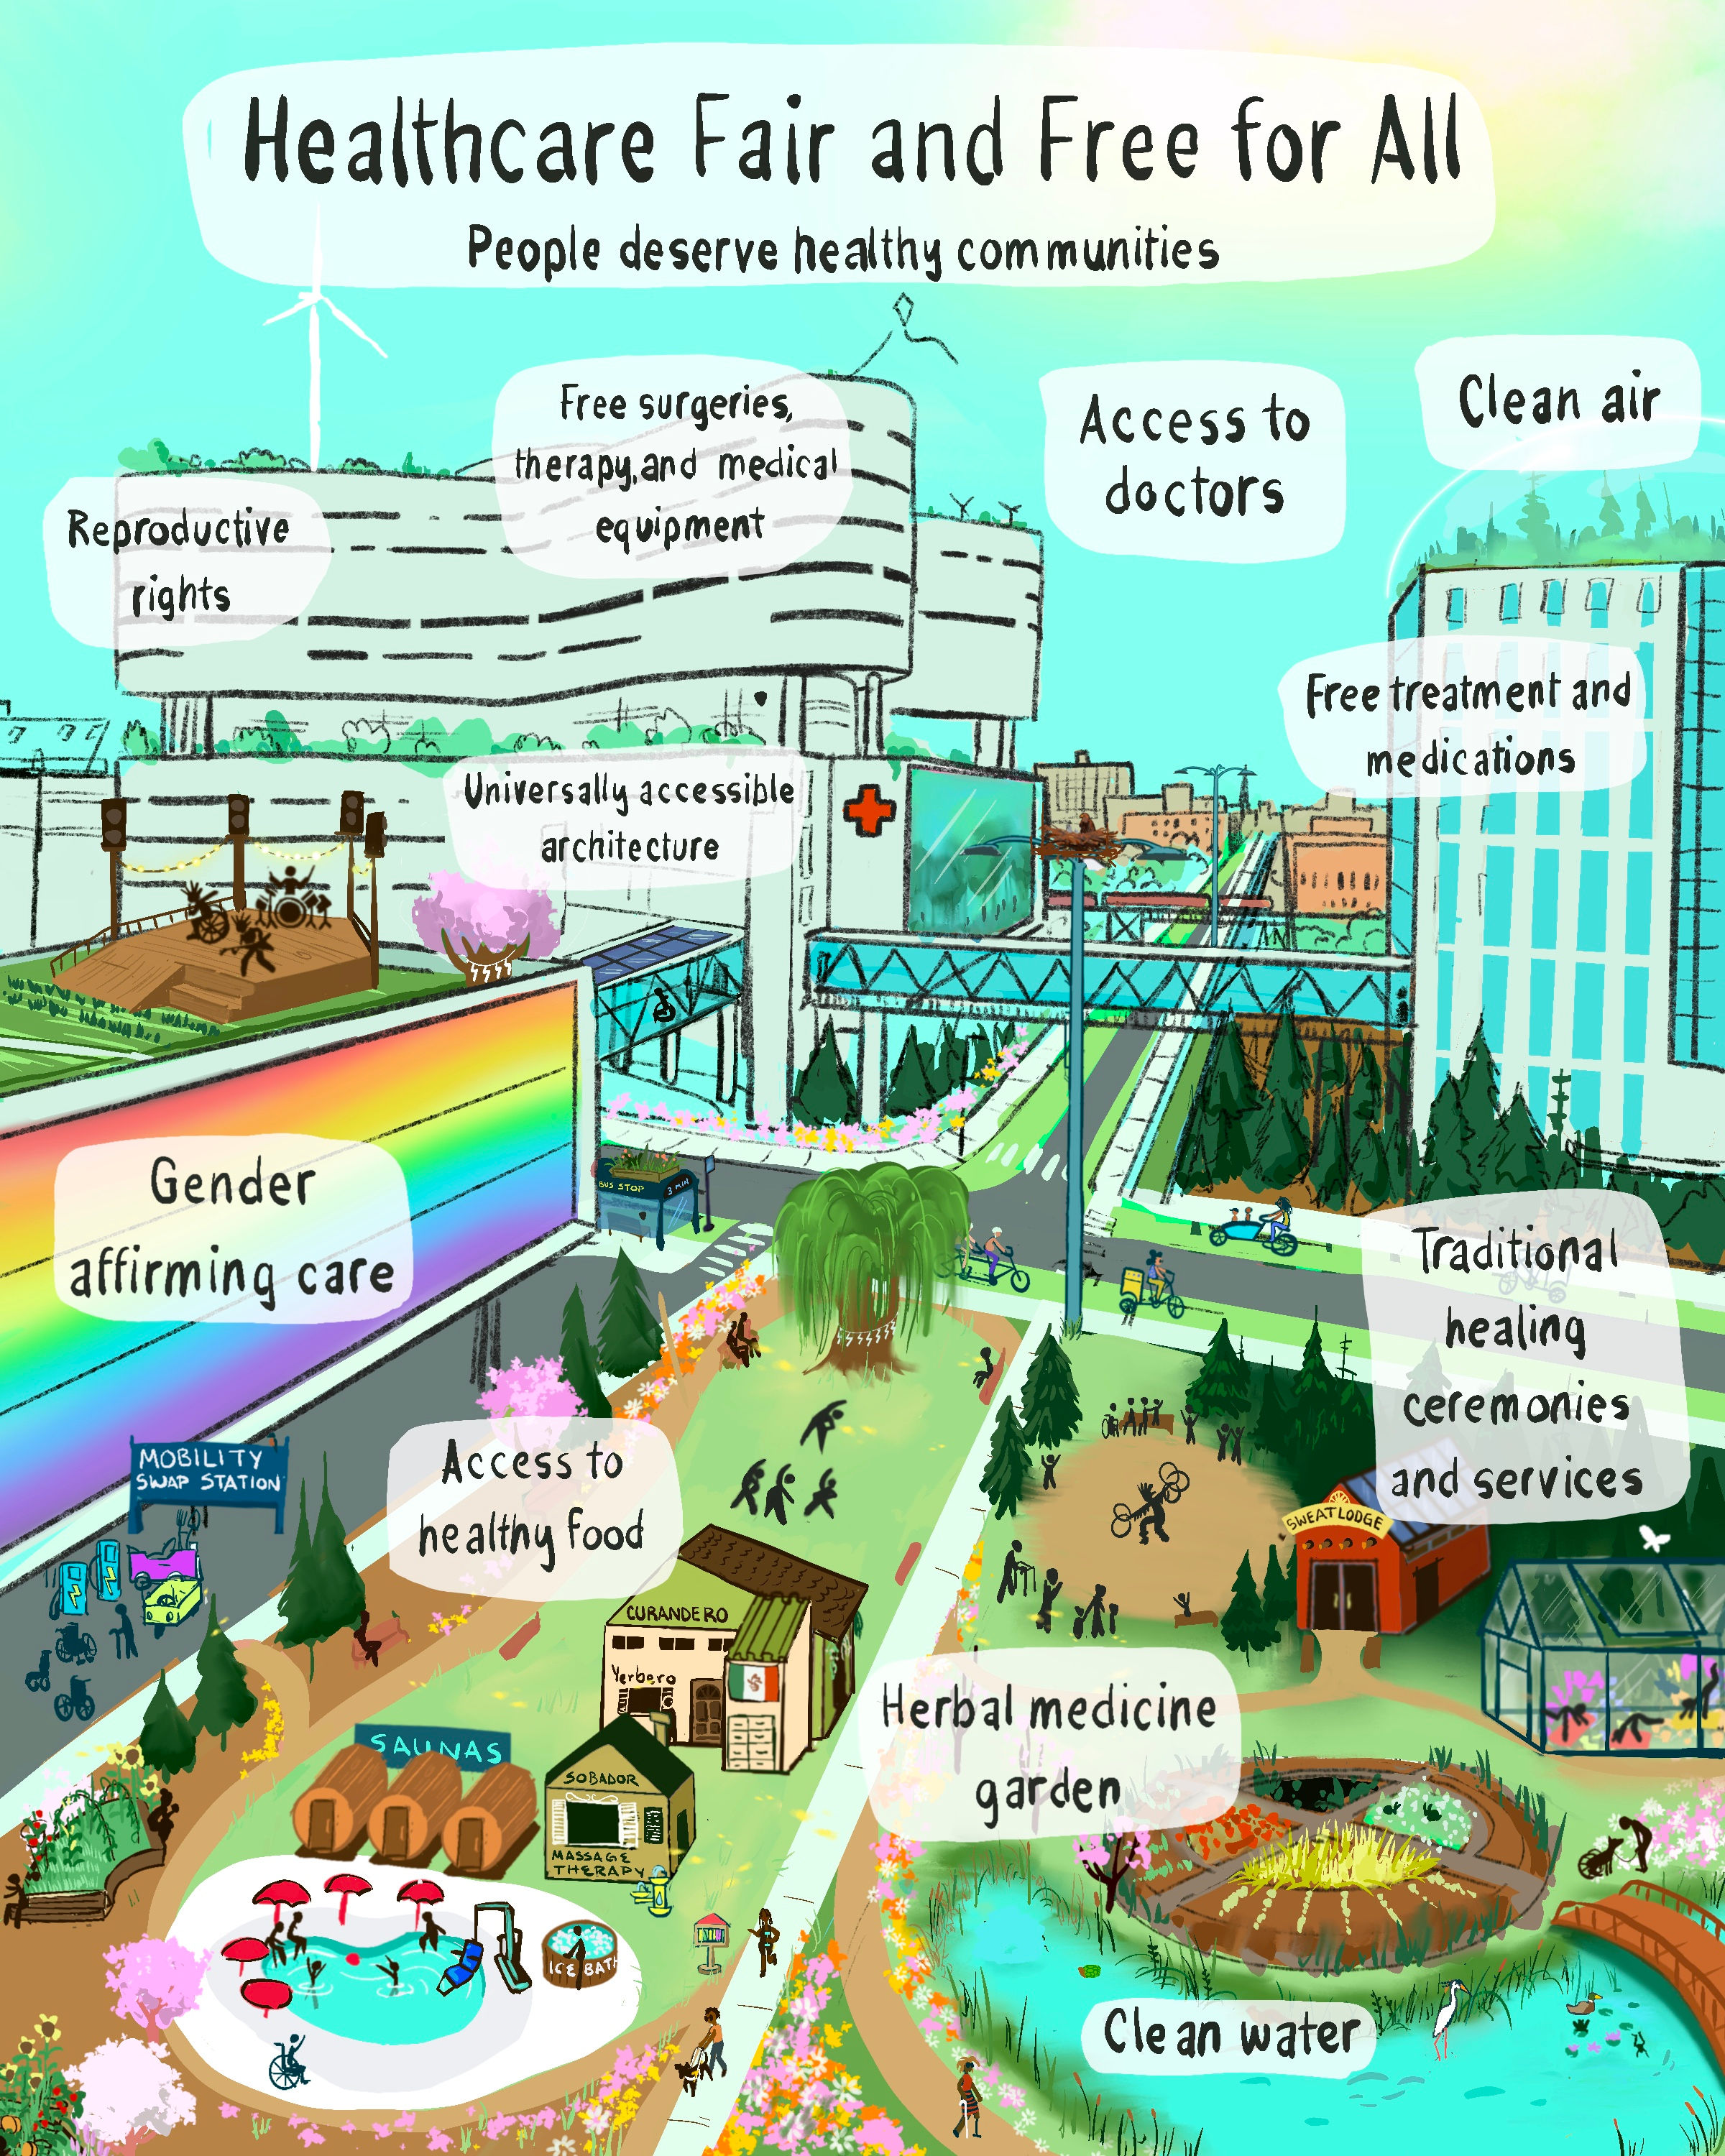 Healthcare Fair and Free for All
People deserve healthy communities
Clean air
Free surgeries,
therapy, and medical
equipment
Access to
doctors
Reproductive
rights
Free treatment and
medications
Universally accessible
architecture
Gender
affirming care
BUS STOP
3 MIN
Traditional
healing
ceremonies
and services
MOBILITY
SWAP STATION
Access to
healthy food
SWEATLODGE
CURANDERO
Yerbero
Herbal medicine
garden
SAUNAS
SOBADOR
MASSAGE
THERAPY
ICE BATH
Clean water